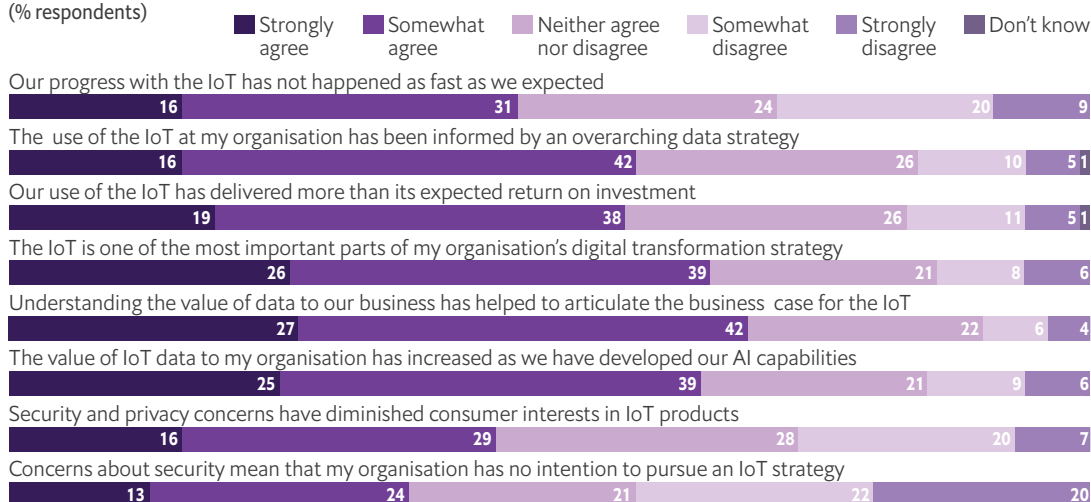 (% respondents)
Strongly agree
Somewhat agree
Neither agree nor disagree
Somewhat disagree
Strongly disagree
Don't know
Our progress with the IoT has not happened as fast as we expected
16 31 24 20 9
The use of the IoT at my organisation has been informed by an overarching data strategy
16 42 26 10 5 1
Our use of the IoT has delivered more than its expected return on investment
19 38 26 11 5 1
The IoT is one of the most important parts of my organisation's digital transformation strategy
26 39 21 8 6
Understanding the value of data to our business has helped to articulate the business case for the IoT
27 42 22 6 4
The value of IoT data to my organisation has increased as we have developed our AI capabilities
25 39 21 9 6
Security and privacy concerns have diminished consumer interests in IoT products
16 29 28 20 7
Concerns about security mean that my organisation has no intention to pursue an IoT strategy
13 24 21 22 20